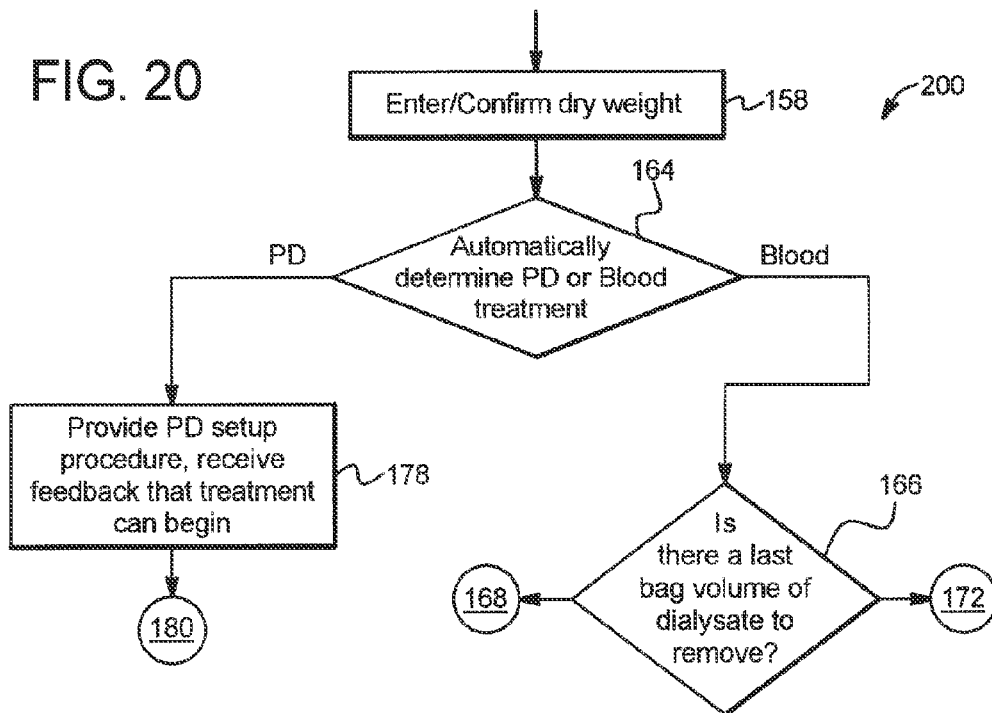 FIG. 20
Enter/Confirm dry weight
158
200
164
PD
Automatically
determine PD or Blood
treatment
Blood
Provide PD setup
procedure, receive
feedback that treatment
can begin
178
180
166
Is
there a last
bag volume of
dialysate to
remove?
168
172